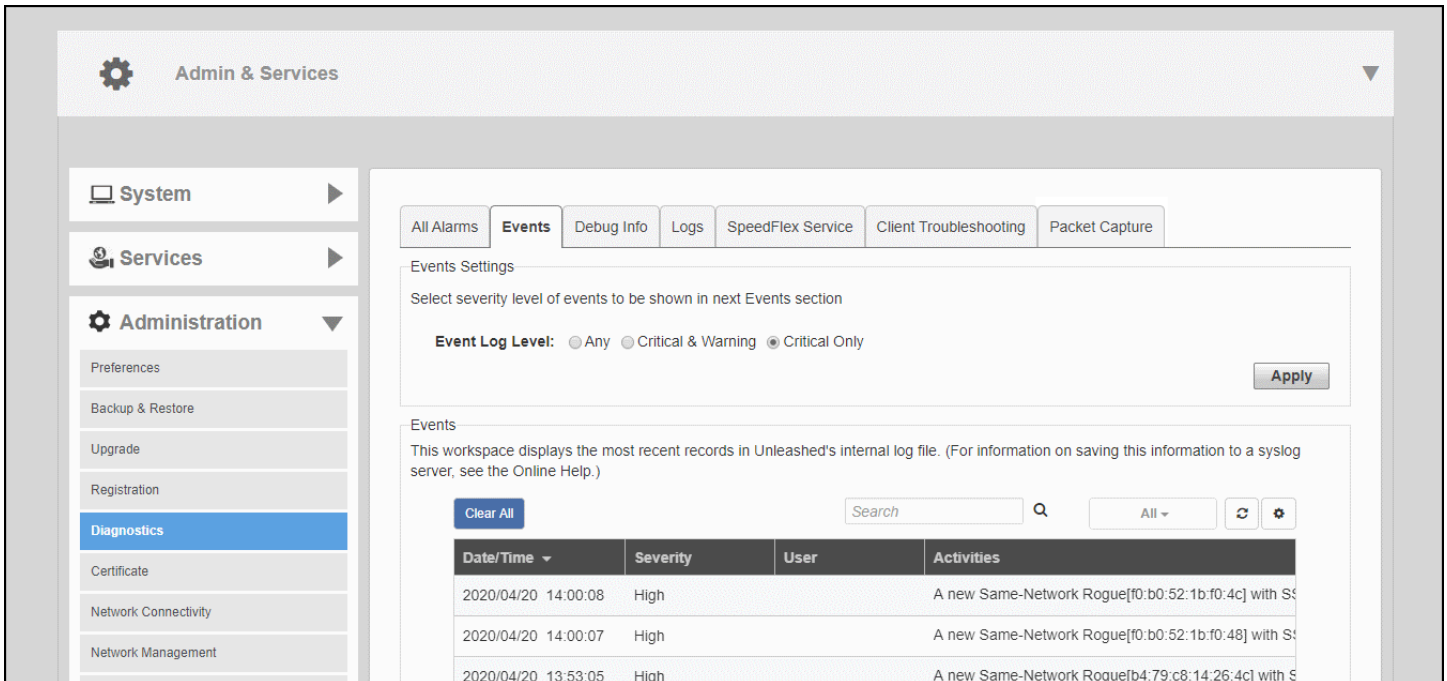 Admin & Services
System
Services
Administration
Preferences
Backup & Restore
Upgrade
Registration
Diagnostics
Certificate
Network Connectivity
Network Management
All Alarms Events Debug Info Logs SpeedFlex Service Client Troubleshooting Packet Capture
Events Settings
Select severity level of events to be shown in next Events section
Event Log Level: Any Critical & Warning Critical Only
Apply
Events
This workspace displays the most recent records in Unleashed's internal log file. (For information on saving this information to a syslog
server, see the Online Help.)
Clear All Search All
Date/Time Severity User Activities
2020/04/20 14:00:08 High A new Same-Network Rogue[f0:b0:52:1b:f0:4c] with
2020/04/20 14:00:07 High A new Same-Network Rogue[f0:b0:52:1b:f0:48] with
2020/04/20 13:53:05 High A new Same-Network Rogue[b4:79:c8:14:26:4c] with